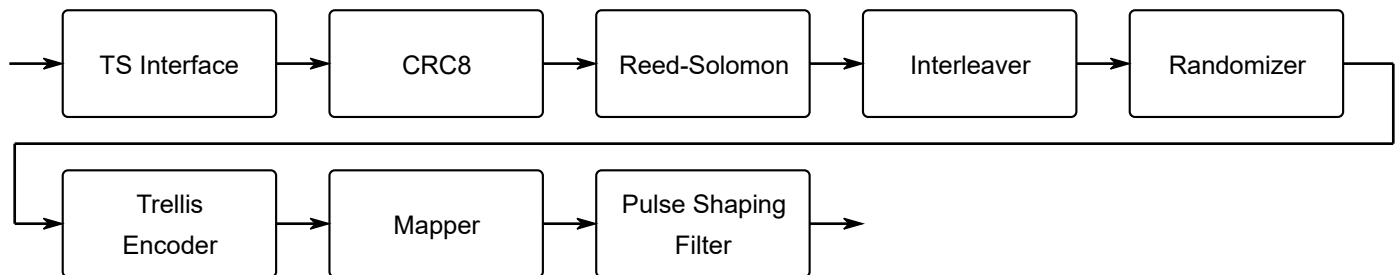 TS Interface
CRC8
Reed-Solomon
Interleaver
Randomizer
Trellis
Encoder
Mapper
Pulse Shaping
Filter